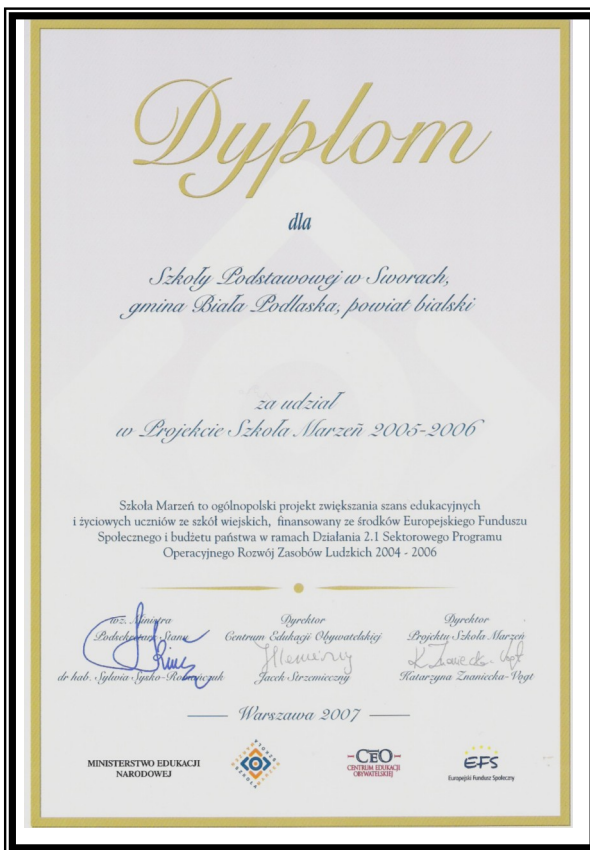 Dyplom
dla
Szkoły Podstawowej w Sworach,
gmina Biała Podlaska, powiat bialski
za udział
w Projekcie Szkoła Marzeń 2005-2006
Szkoła Marzeń to ogólnopolski projekt zwiększania szans edukacyjnych
i życiowych uczniów ze szkół wiejskich, finansowany ze środków Europejskiego Funduszu
Społecznego i budżetu państwa w ramach Działania 2.1 Sektorowego Programu
Operacyjnego Rozwój Zasobów Ludzkich 2004 - 2006
wz. Ministra
Podsekretarz Stanu
dr hab. Sylwia Sysko-Romańczuk
Dyrektor
Centrum Edukacji Obywatelskiej
Jacek Strzemieczny
Dyrektor
Projektu Szkoła Marzeń
Katarzyna Znaniecka-Vogt
Warszawa 2007
MINISTERSTWO EDUKACJI
NARODOWEJ
CEO
CENTRUM EDUKACJI
OBYWATELSKIEJ
EFS
Europejski Fundusz Społeczny